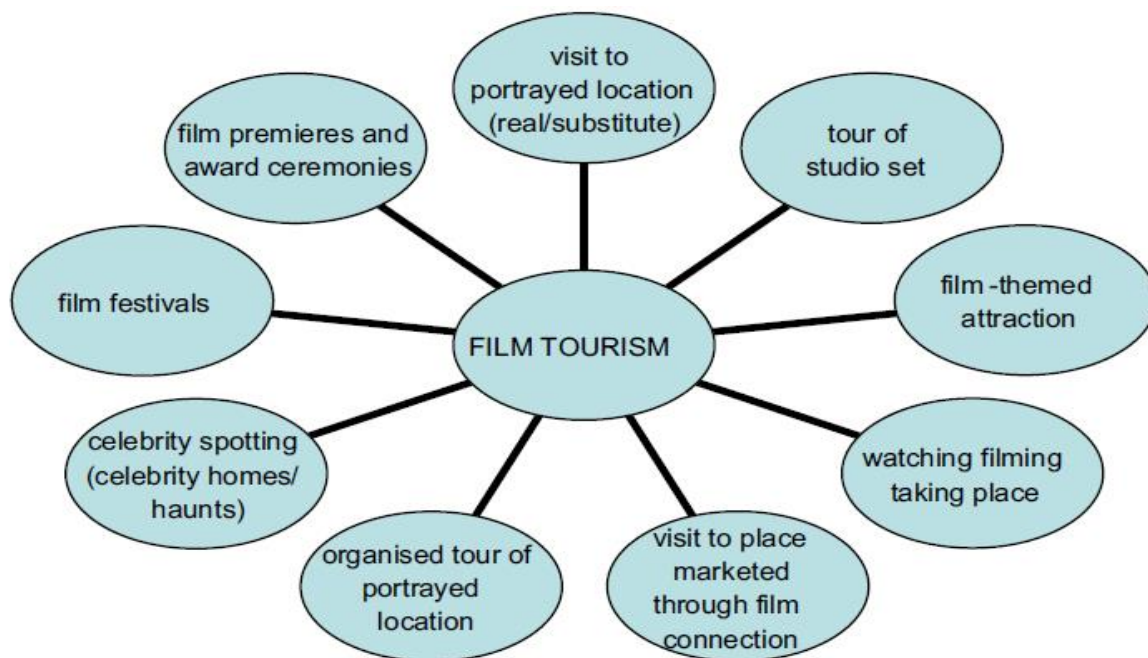 visit to
portrayed location
(real/substitute)
film premieres and
award ceremonies
tour of
studio set
film festivals
film -themed
attraction
FILM TOURISM
celebrity spotting
(celebrity homes/
haunts)
watching filming
taking place
organised tour of
portrayed
location
visit to place
marketed
through film
connection